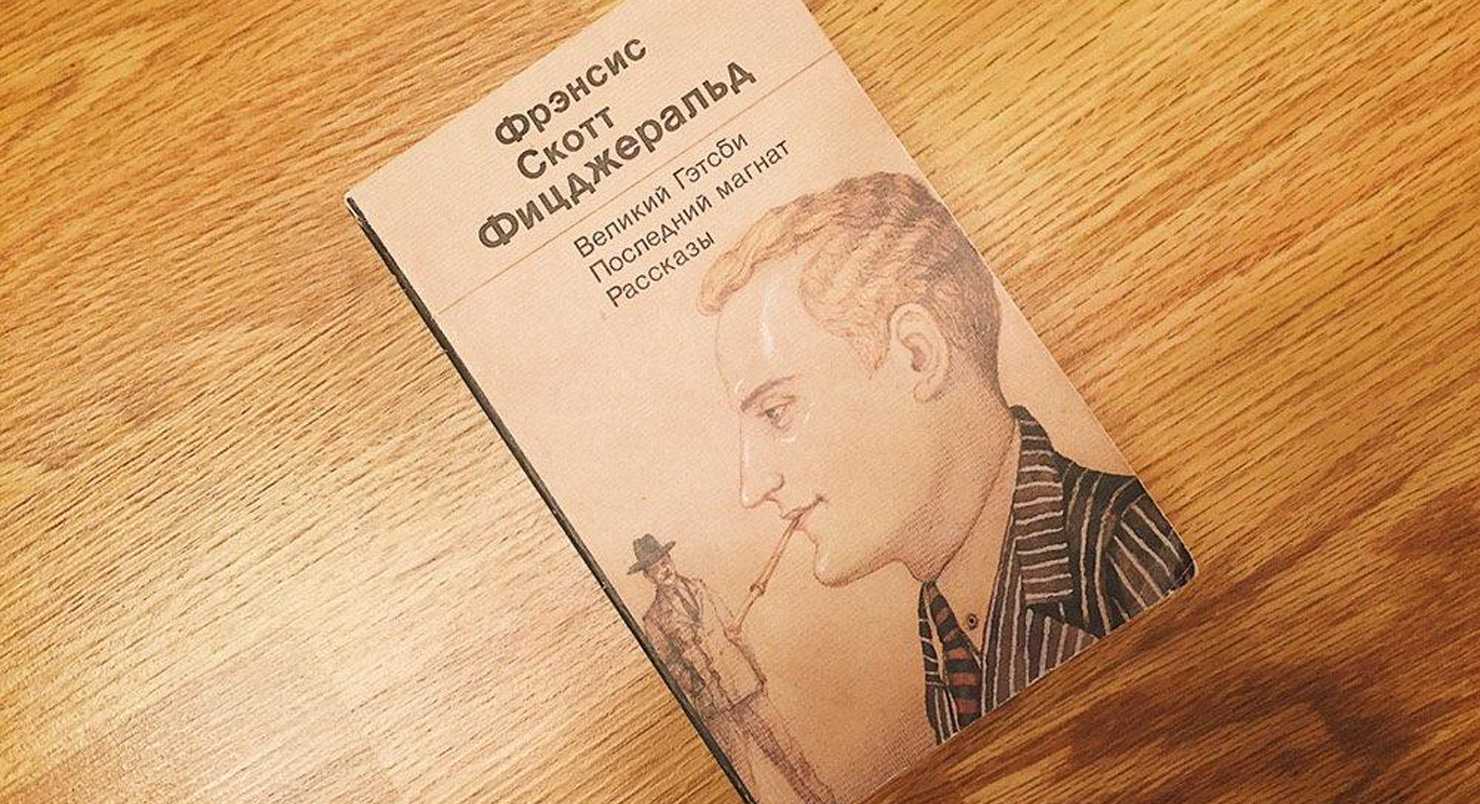 Фрэнсис
Скотт
Фицджеральд
Великий Гэтсби
Последний магнат
Рассказы